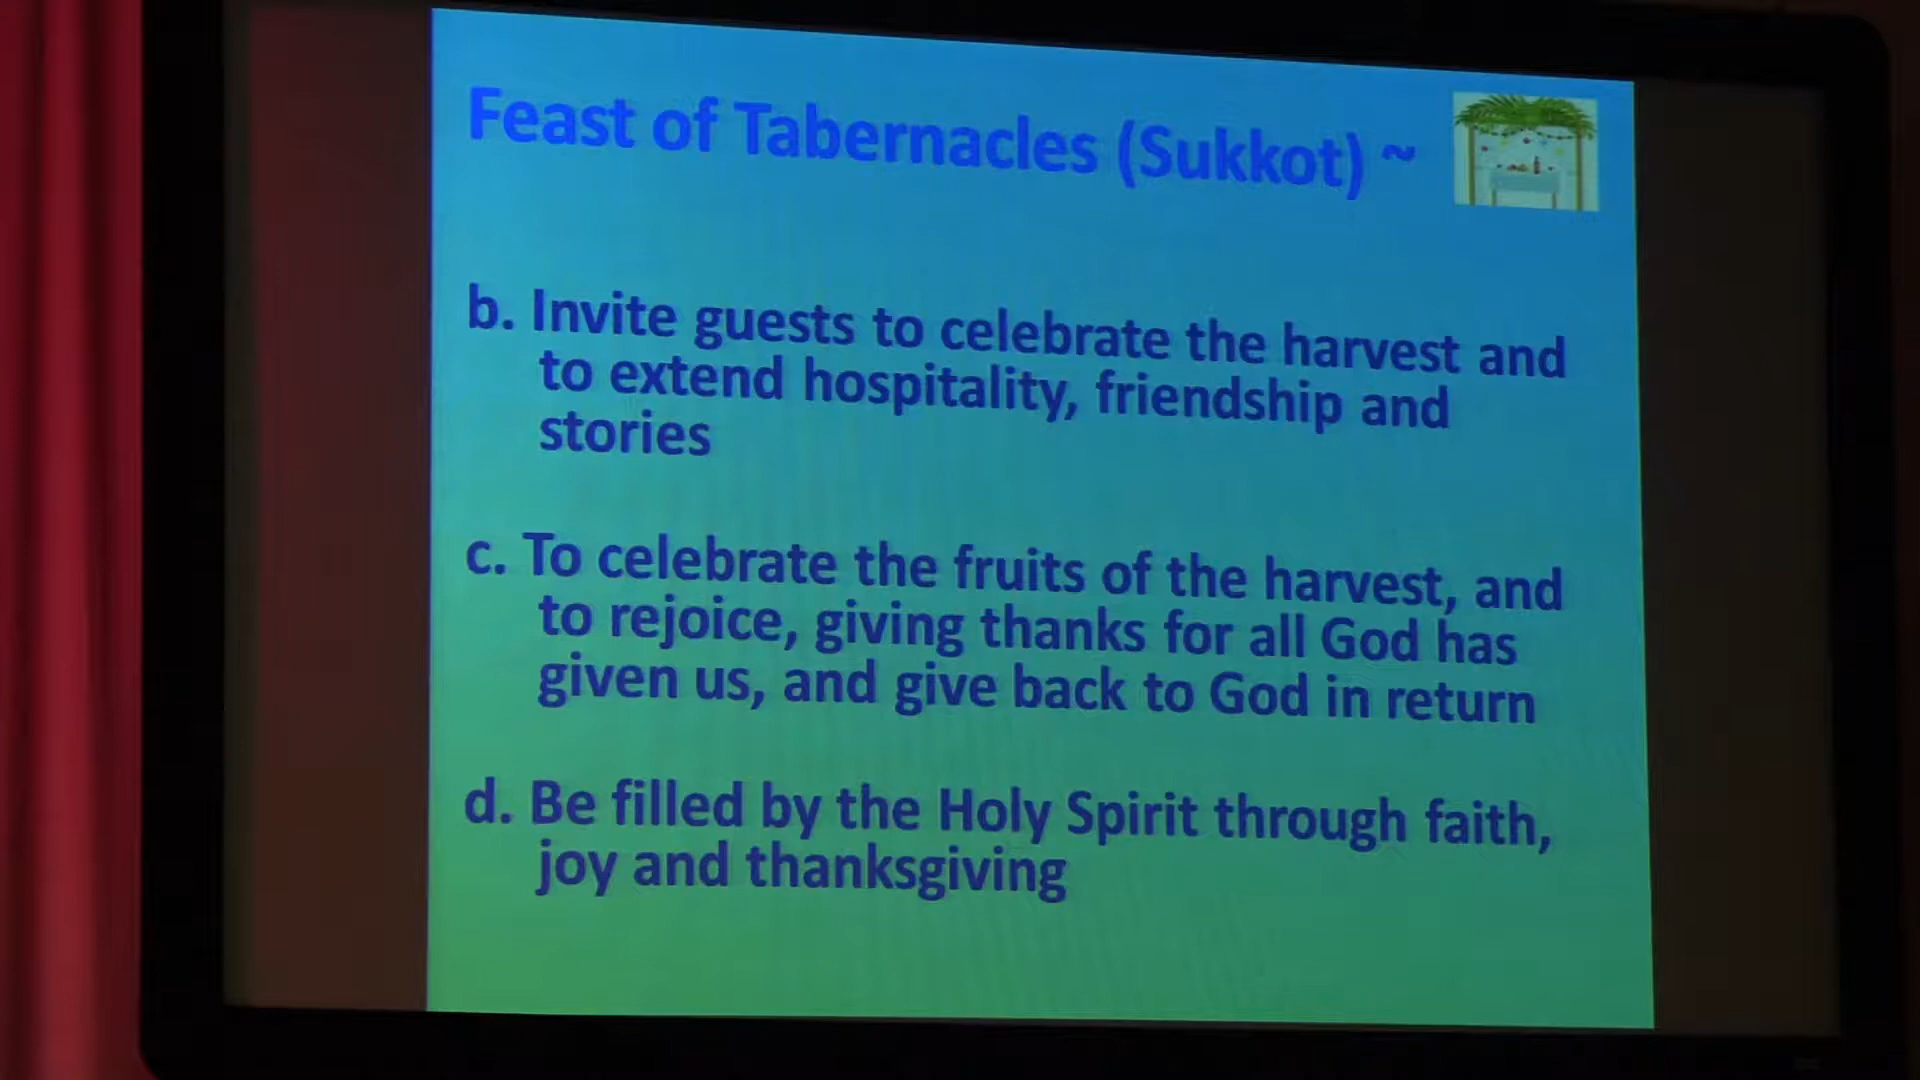 Feast of Tabernacles (Sukkot) ~
b. Invite guests to celebrate the harvest and
to extend hospitality, friendship and
stories
c. To celebrate the fruits of the harvest, and
to rejoice, giving thanks for all God has
given us, and give back to God in return
d. Be filled by the Holy Spirit through faith,
joy and thanksgiving